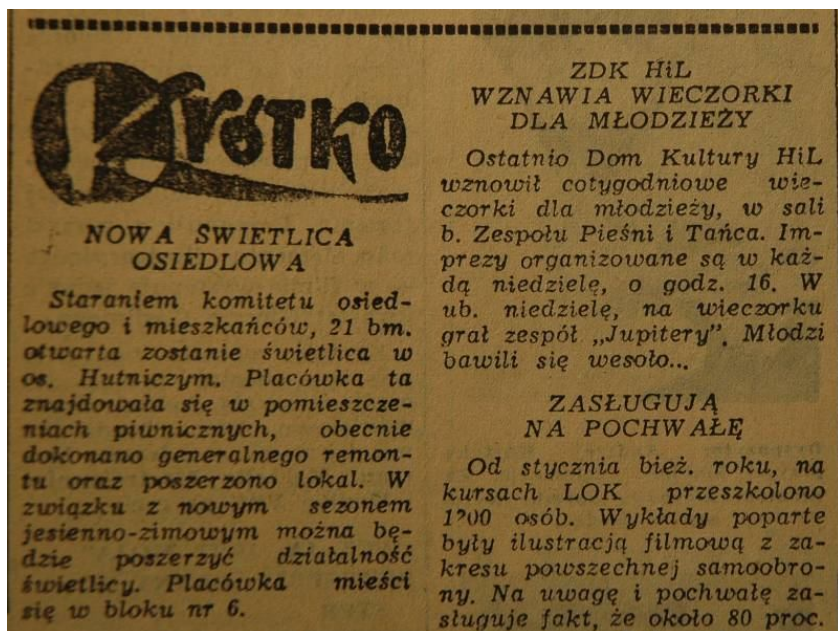 Krótko
NOWA ŚWIETLICA
OSIEDLOWA
Staraniem komitetu osied-
lowego i mieszkańców, 21 bm.
otwarta zostanie świetlica w
os. Hutniczym. Placówka ta
znajdowała się w pomieszcze-
niach piwnicznych, obecnie
dokonano generalnego remon-
tu oraz poszerzono lokal. W
związku z nowym sezonem
jesienno-zimowym można bę-
dzie poszerzyć działalność
świetlicy. Placówka mieści
się w bloku nr 6.
ZDK HiL
WZNAWIA WIECZORKI
DLA MŁODZIEŻY
Ostatnio Dom Kultury HiL
wznowił cotygodniowe wie-
czorki dla młodzieży, w sali
b. Zespołu Pieśni i Tańca. Im-
prezy organizowane są w każ-
dą niedzielę, o godz. 16. W
ub. niedzielę, na wieczorku
grał zespół „Jupitery”. Młodzi
bawili się wesoło...
ZASŁUGUJĄ
NA POCHWAŁĘ
Od stycznia bież. roku, na
kursach LOK przeszkolono
osób. Wykłady poparte
były ilustracją filmową z za-
kresu powszechnej samoobro-
ny. Na uwagę i pochwałę za-
sługuje fakt, że około 80 proc.